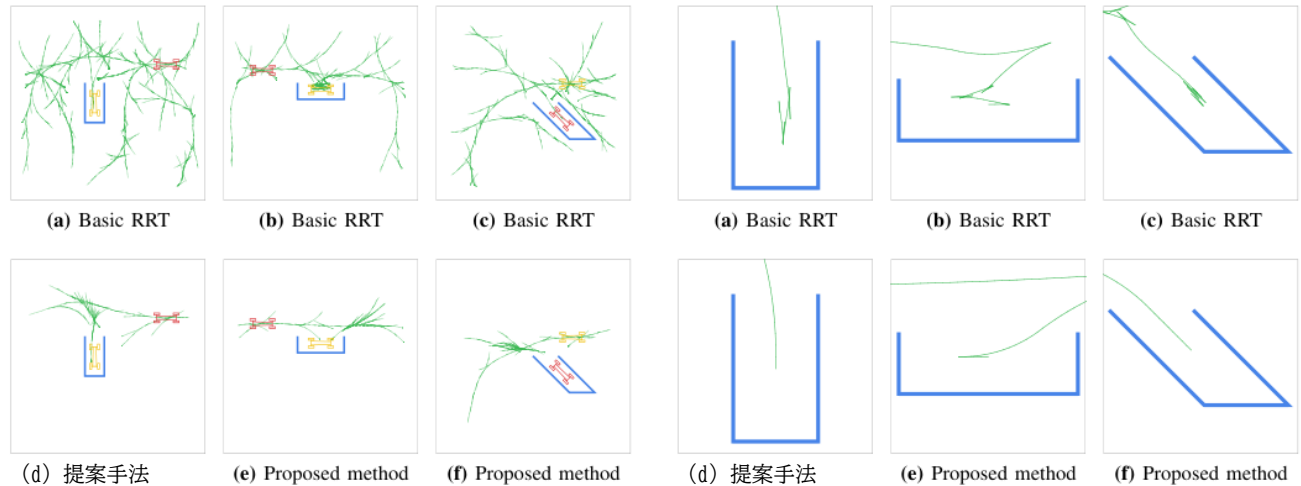 (a) Basic RRT
(b) Basic RRT
(c) Basic RRT
(a) Basic RRT
(b) Basic RRT
(c) Basic RRT
(d) 提案手法
(e) Proposed method
(f) Proposed method
(d) 提案手法
(e) Proposed method
(f) Proposed method